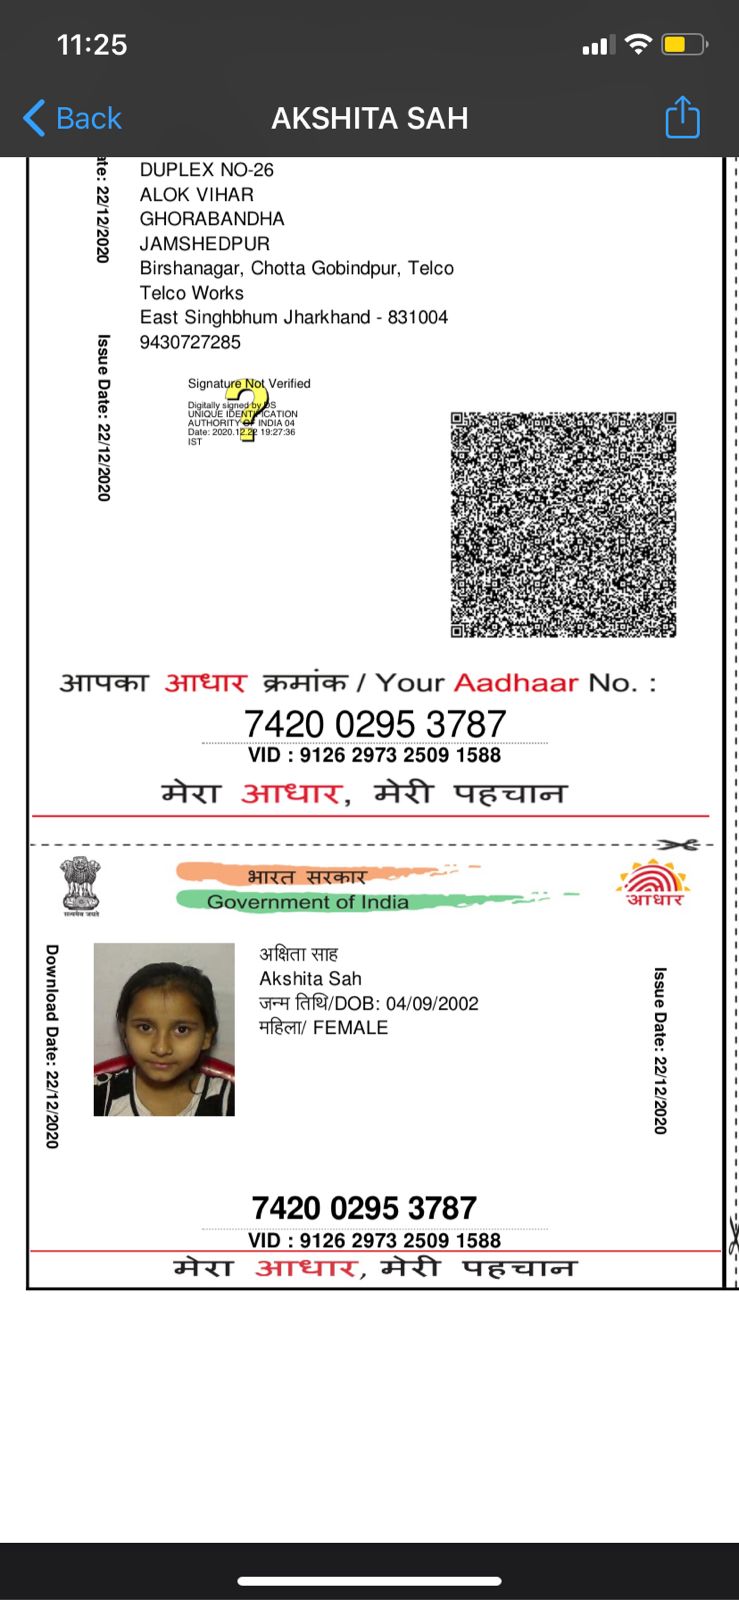 11:25
Back
AKSHITA SAH
ate: 22/12/2020
DUPLEX NO-26
ALOK VIHAR
GHORABANDHA
JAMSHEDPUR
Birshanagar, Chotta Gobindpur, Telco
Telco Works
East Singhbhum Jharkhand - 831004
9430727285
Issue Date: 22/12/2020
Signature Not Verified
Digitally signed by DS
UNIQUE IDENTIFICATION
AUTHORITY OF INDIA 04
Date: 2020.12.22 19:27:36
IST
आपका आधार क्रमांक / Your Aadhaar No. :
7420 0295 3787
VID : 9126 2973 2509 1588
मेरा आधार, मेरी पहचान
सत्यमेव जयते
भारत सरकार
Government of India
आधार
Download Date: 22/12/2020
अक्षिता साह
Akshita Sah
जन्म तिथि/DOB: 04/09/2002
महिला/ FEMALE
Issue Date: 22/12/2020
7420 0295 3787
VID : 9126 2973 2509 1588
मेरा आधार, मेरी पहचान